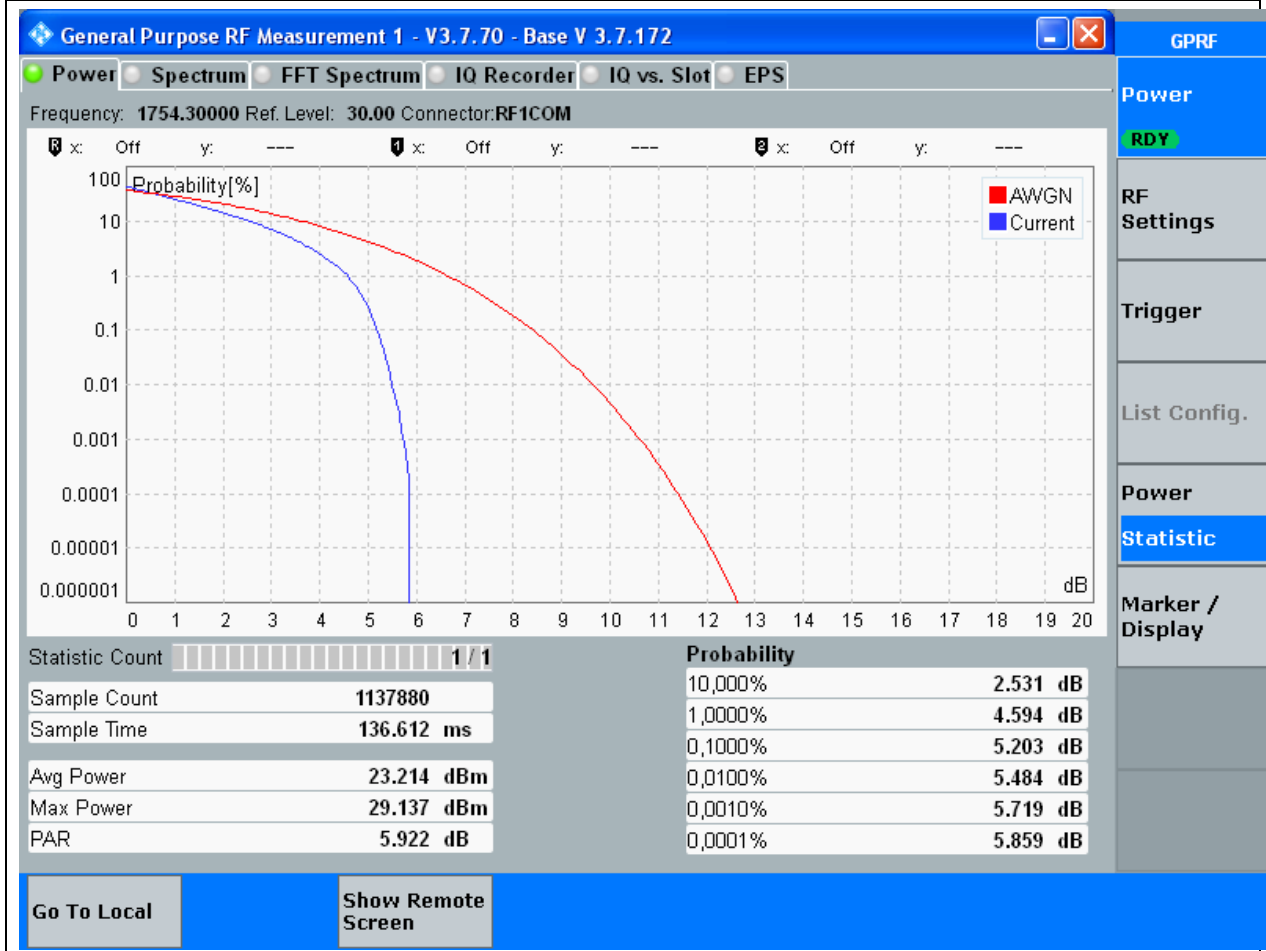 General Purpose RF Measurement 1 - V3.7.70 - Base V 3.7.172
GPRF
Power Spectrum FFT Spectrum IQ Recorder IQ vs. Slot EPS
Frequency: 1754.30000 Ref. Level: 30.00 Connector:RF1COM
R x: Off y: --- 1 x: Off y: --- 2 x: Off y: ---
Probability[%]
AWGN
Current
100
10
1
0.1
0.01
0.001
0.0001
0.00001
0.000001
dB
0 1 2 3 4 5 6 7 8 9 10 11 12 13 14 15 16 17 18 19 20
Statistic Count 1 / 1
Sample Count 1137880
Sample Time 136.612 ms
Avg Power 23.214 dBm
Max Power 29.137 dBm
PAR 5.922 dB
Probability
10,000% 2.531 dB
1,0000% 4.594 dB
0,1000% 5.203 dB
0,0100% 5.484 dB
0,0010% 5.719 dB
0,0001% 5.859 dB
Power
RDY
RF
Settings
Trigger
List Config.
Power
Statistic
Marker /
Display
Go To Local
Show Remote
Screen